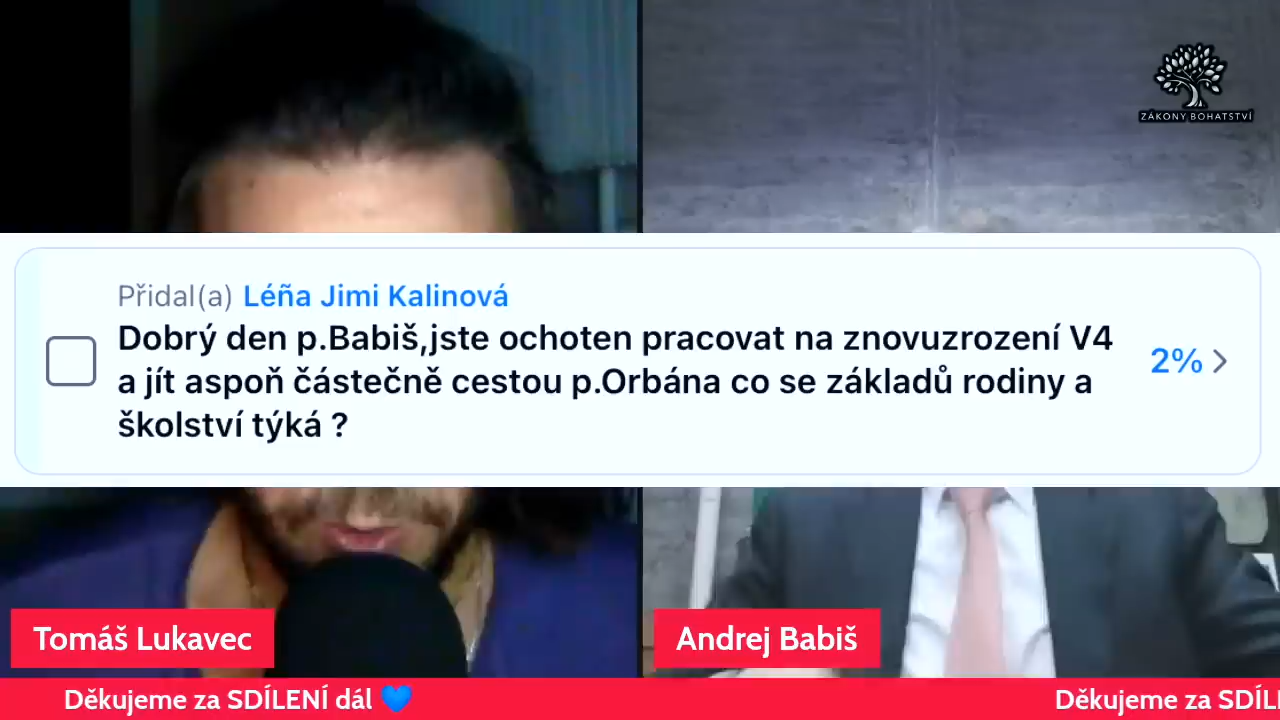 ZÁKONY BOHATSTVÍ
Přidal(a) Léña Jimi Kalinová
Dobrý den p.Babiš,jste ochoten pracovat na znovuzrození V4
a jít aspoň částečně cestou p.Orbána co se základů rodiny a
školství týká ?
2%
Tomáš Lukavec
Andrej Babiš
Děkujeme za SDÍLENÍ dál 💙
Děkujeme za SDÍL